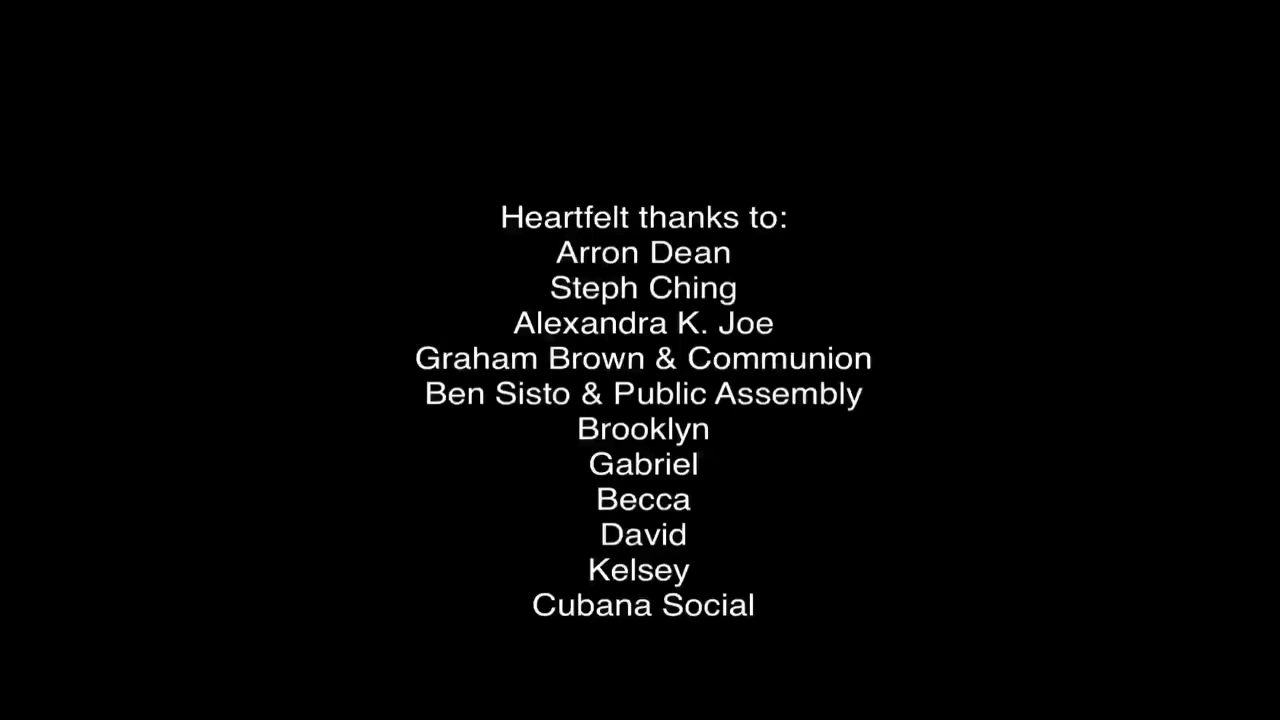 Heartfelt thanks to:
Arron Dean
Steph Ching
Alexandra K. Joe
Graham Brown & Communion
Ben Sisto & Public Assembly
Brooklyn
Gabriel
Becca
David
Kelsey
Cubana Social